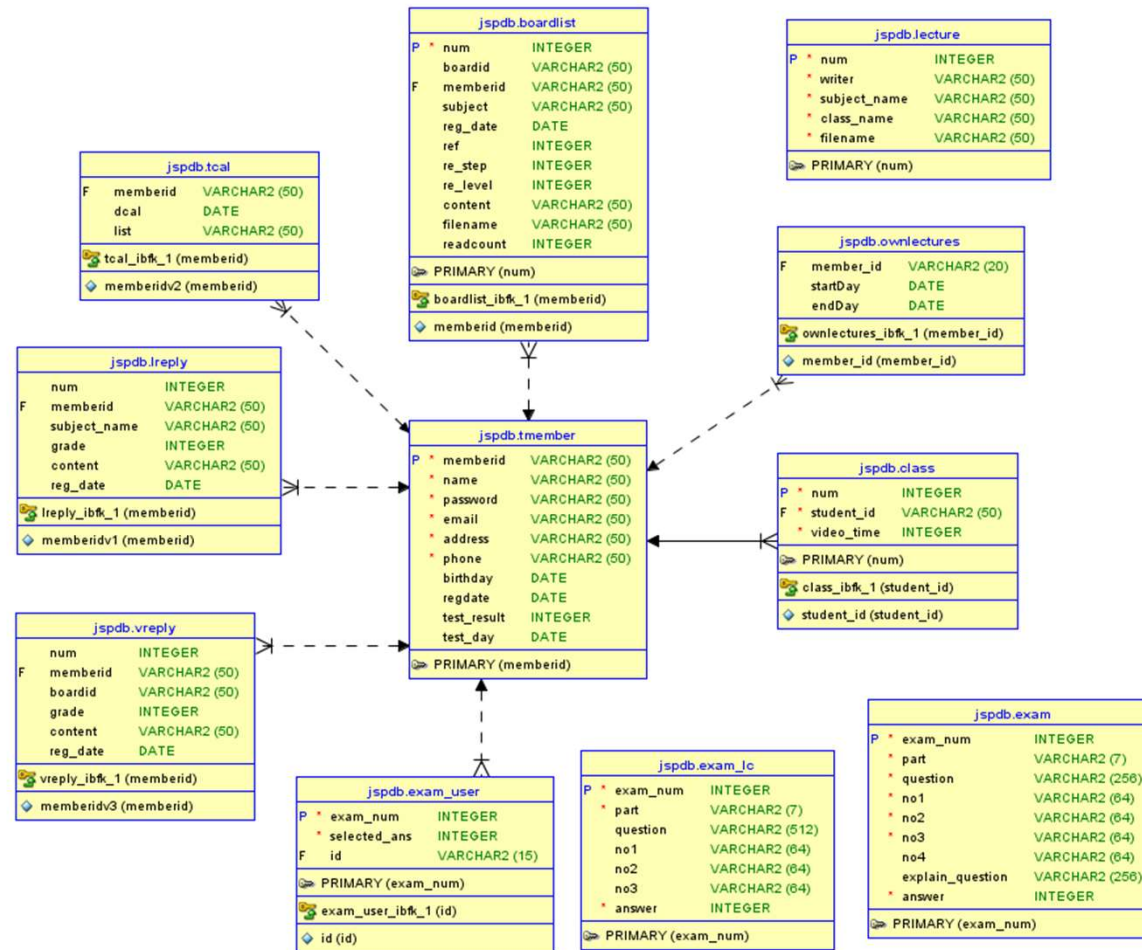 jspdb.boardlist
P * num INTEGER
boardid VARCHAR2 (50)
F memberid VARCHAR2 (50)
subject VARCHAR2 (50)
reg_date DATE
ref INTEGER
re_step INTEGER
re_level INTEGER
content VARCHAR2 (50)
filename VARCHAR2 (50)
readcount INTEGER
PRIMARY (num)
boardlist_ibfk_1 (memberid)
memberid (memberid)
jspdb.lecture
P * num INTEGER
* writer VARCHAR2 (50)
* subject_name VARCHAR2 (50)
* class_name VARCHAR2 (50)
* filename VARCHAR2 (50)
PRIMARY (num)
jspdb.tcal
F memberid VARCHAR2 (50)
dcal DATE
list VARCHAR2 (50)
tcal_ibfk_1 (memberid)
memberidv2 (memberid)
jspdb.ownlectures
F member_id VARCHAR2 (20)
startDay DATE
endDay DATE
ownlectures_ibfk_1 (member_id)
member_id (member_id)
jspdb.lreply
num INTEGER
F memberid VARCHAR2 (50)
subject_name VARCHAR2 (50)
grade INTEGER
content VARCHAR2 (50)
reg_date DATE
lreply_ibfk_1 (memberid)
memberidv1 (memberid)
jspdb.tmember
P * memberid VARCHAR2 (50)
* name VARCHAR2 (50)
* password VARCHAR2 (50)
* email VARCHAR2 (50)
* address VARCHAR2 (50)
* phone VARCHAR2 (50)
birthday DATE
regdate DATE
test_result INTEGER
test_day DATE
PRIMARY (memberid)
jspdb.class
P * num INTEGER
F * student_id VARCHAR2 (50)
* video_time INTEGER
PRIMARY (num)
class_ibfk_1 (student_id)
student_id (student_id)
jspdb.vreply
num INTEGER
F memberid VARCHAR2 (50)
boardid VARCHAR2 (50)
grade INTEGER
content VARCHAR2 (50)
reg_date DATE
vreply_ibfk_1 (memberid)
memberidv3 (memberid)
jspdb.exam_user
P * exam_num INTEGER
* selected_ans INTEGER
F id VARCHAR2 (15)
PRIMARY (exam_num)
exam_user_ibfk_1 (id)
id (id)
jspdb.exam_lc
P * exam_num INTEGER
* part VARCHAR2 (7)
question VARCHAR2 (512)
no1 VARCHAR2 (64)
no2 VARCHAR2 (64)
no3 VARCHAR2 (64)
* answer INTEGER
PRIMARY (exam_num)
jspdb.exam
P * exam_num INTEGER
* part VARCHAR2 (7)
* question VARCHAR2 (256)
* no1 VARCHAR2 (64)
* no2 VARCHAR2 (64)
* no3 VARCHAR2 (64)
no4 VARCHAR2 (64)
explain_question VARCHAR2 (256)
* answer INTEGER
PRIMARY (exam_num)